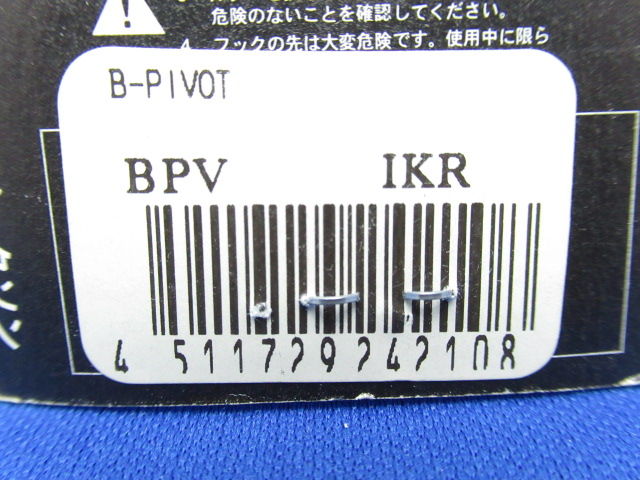 危険のないことを確認してください。
4. フックの先は大変危険です。使用中に限ら
B-PIVOT
BPV IKR
4 511729242108